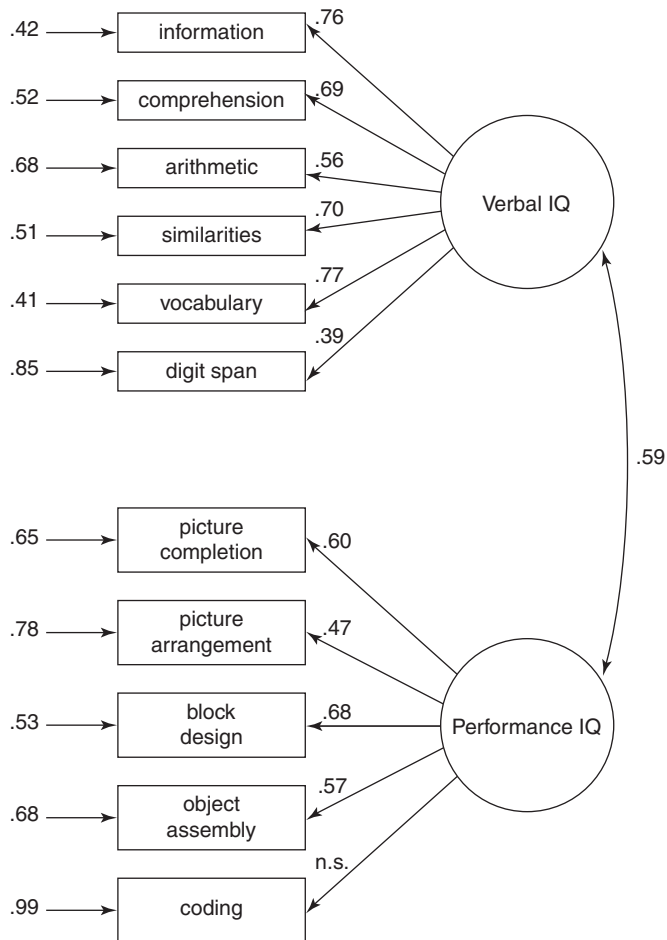 .42
information
.76
.52
comprehension
.69
.68
arithmetic
.56
.51
similarities
.70
Verbal IQ
.41
vocabulary
.77
.85
digit span
.39
.59
.65
picture
completion
.60
.78
picture
arrangement
.47
.53
block
design
.68
Performance IQ
.68
object
assembly
.57
.99
coding
n.s.